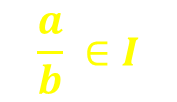 a/b ∈ I